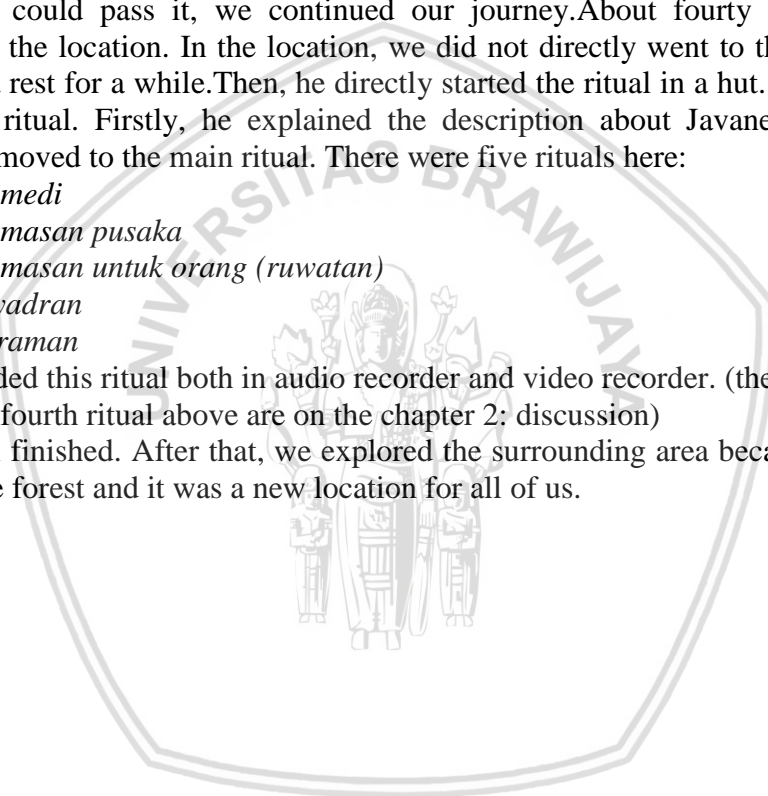 could pass it, we continued our journey.About fourty
the location. In the location, we did not directly went to th
rest for a while.Then, he directly started the ritual in a hut.
ritual. Firstly, he explained the description about Javane
moved to the main ritual. There were five rituals here:
medi
masan pusaka
masan untuk orang (ruwatan)
adran
raman
ded this ritual both in audio recorder and video recorder. (the
fourth ritual above are on the chapter 2: discussion)
finished. After that, we explored the surrounding area beca
e forest and it was a new location for all of us.
UNIVERSITAS BRAWIJAYA